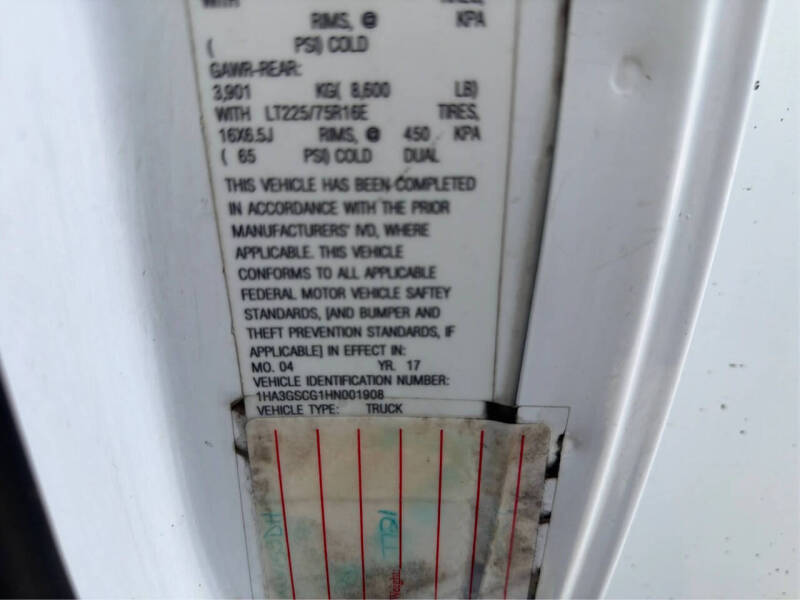 WITH
RIMS, @ KPA
( PSI) COLD
GAWR-REAR:
3,901 KG( 8,600 LB)
WITH LT225/75R16E TIRES,
16X6.5J RIMS, @ 450 KPA
( 65 PSI) COLD DUAL
THIS VEHICLE HAS BEEN COMPLETED
IN ACCORDANCE WITH THE PRIOR
MANUFACTURERS' IVD, WHERE
APPLICABLE. THIS VEHICLE
CONFORMS TO ALL APPLICABLE
FEDERAL MOTOR VEHICLE SAFTEY
STANDARDS, [AND BUMPER AND
THEFT PREVENTION STANDARDS, IF
APPLICABLE] IN EFFECT IN:
MO. 04 YR. 17
VEHICLE IDENTIFICATION NUMBER:
1HA3GSCG1HN001908
VEHICLE TYPE: TRUCK
Weight: